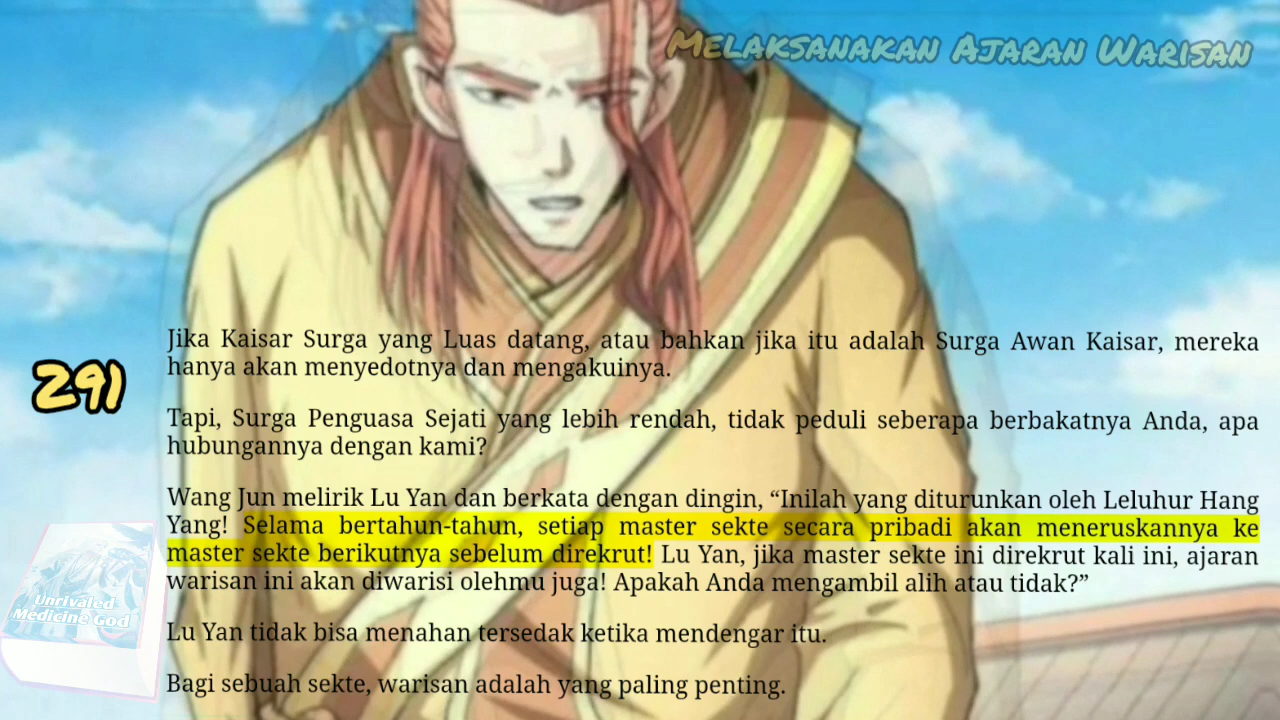 Melaksanakan Ajaran Warisan
Jika Kaisar Surga yang Luas datang, atau bahkan jika itu adalah Surga Awan Kaisar, mereka
hanya akan menyedotnya dan mengakuinya.
291
Tapi, Surga Penguasa Sejati yang lebih rendah, tidak peduli seberapa berbakatnya Anda, apa
hubungannya dengan kami?
Wang Jun melirik Lu Yan dan berkata dengan dingin, “Inilah yang diturunkan oleh Leluhur Hang
Yang! Selama bertahun-tahun, setiap master sekte secara pribadi akan meneruskannya ke
master sekte berikutnya sebelum direkrut! Lu Yan, jika master sekte ini direkrut kali ini, ajaran
warisan ini akan diwarisi olehmu juga! Apakah Anda mengambil alih atau tidak?”
Unrivaled
Medicine God
Lu Yan tidak bisa menahan tersedak ketika mendengar itu.
Bagi sebuah sekte, warisan adalah yang paling penting.